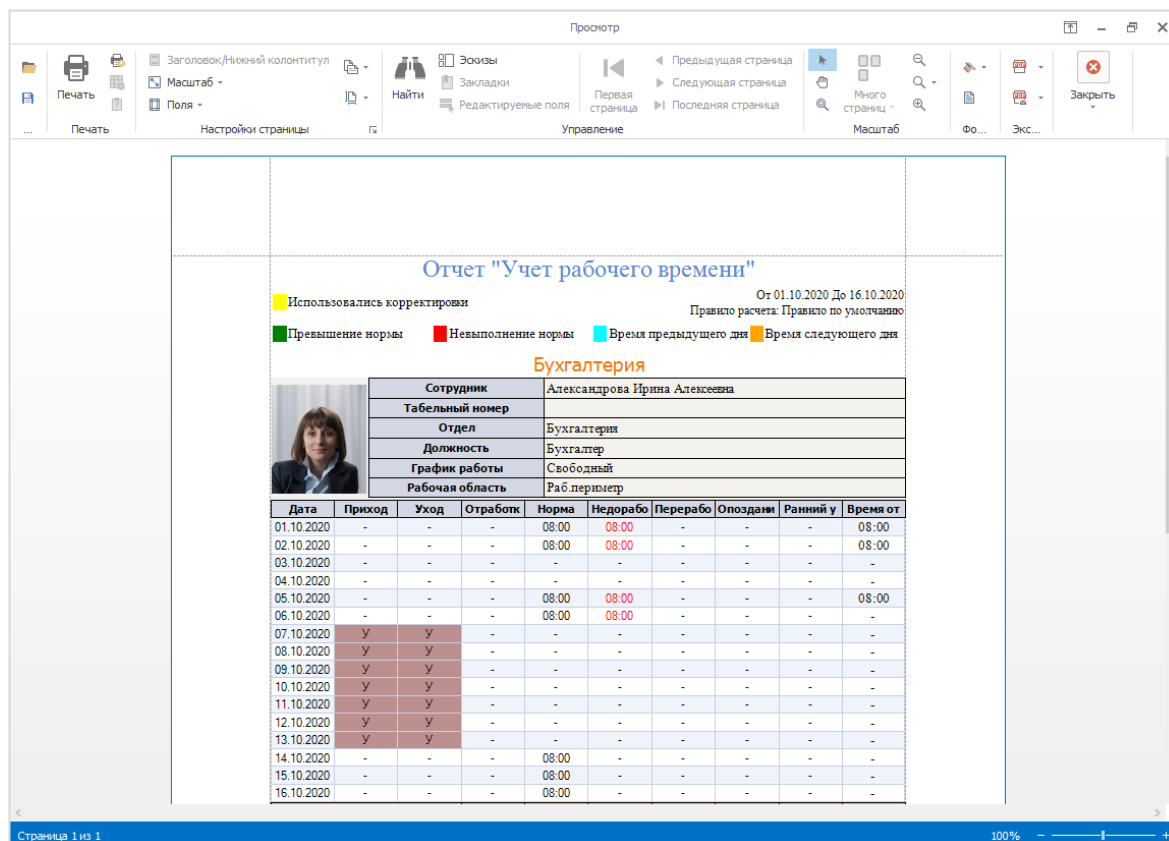 Просмотр
Печать
Заголовок/Нижний колонтитул
Масштаб
Поля
Найти
Эскизы
Закладки
Редактируемые поля
Первая страница
Предыдущая страница
Следующая страница
Последняя страница
Много страниц
Закрыть
...
Печать
Настройки страницы
Управление
Масштаб
Фо...
Экс...
Отчет "Учет рабочего времени"
От 01.10.2020 До 16.10.2020
Использовались корректировки
Правило расчета: Правило по умолчанию
Превышение нормы Невыполнение нормы Время предыдущего дня Время следующего дня
Бухгалтерия
Сотрудник Александрова Ирина Алексеевна
Табельный номер
Отдел Бухгалтерия
Должность Бухгалтер
График работы Свободный
Рабочая область Раб.периметр
Дата Приход Уход Отработк Норма Недорабо Перерабо Опоздани Ранний у Время от
01.10.2020 - - - 08:00 08:00 - - - 08:00
02.10.2020 - - - 08:00 08:00 - - - 08:00
03.10.2020 - - - - - - - - -
04.10.2020 - - - - - - - - -
05.10.2020 - - - 08:00 08:00 - - - 08:00
06.10.2020 - - - 08:00 08:00 - - - -
07.10.2020 У У - - - - - - -
08.10.2020 У У - - - - - - -
09.10.2020 У У - - - - - - -
10.10.2020 У У - - - - - - -
11.10.2020 У У - - - - - - -
12.10.2020 У У - - - - - - -
13.10.2020 У У - - - - - - -
14.10.2020 - - - 08:00 - - - - -
15.10.2020 - - - 08:00 - - - - -
16.10.2020 - - - 08:00 - - - - -
Страница 1 из 1
100%